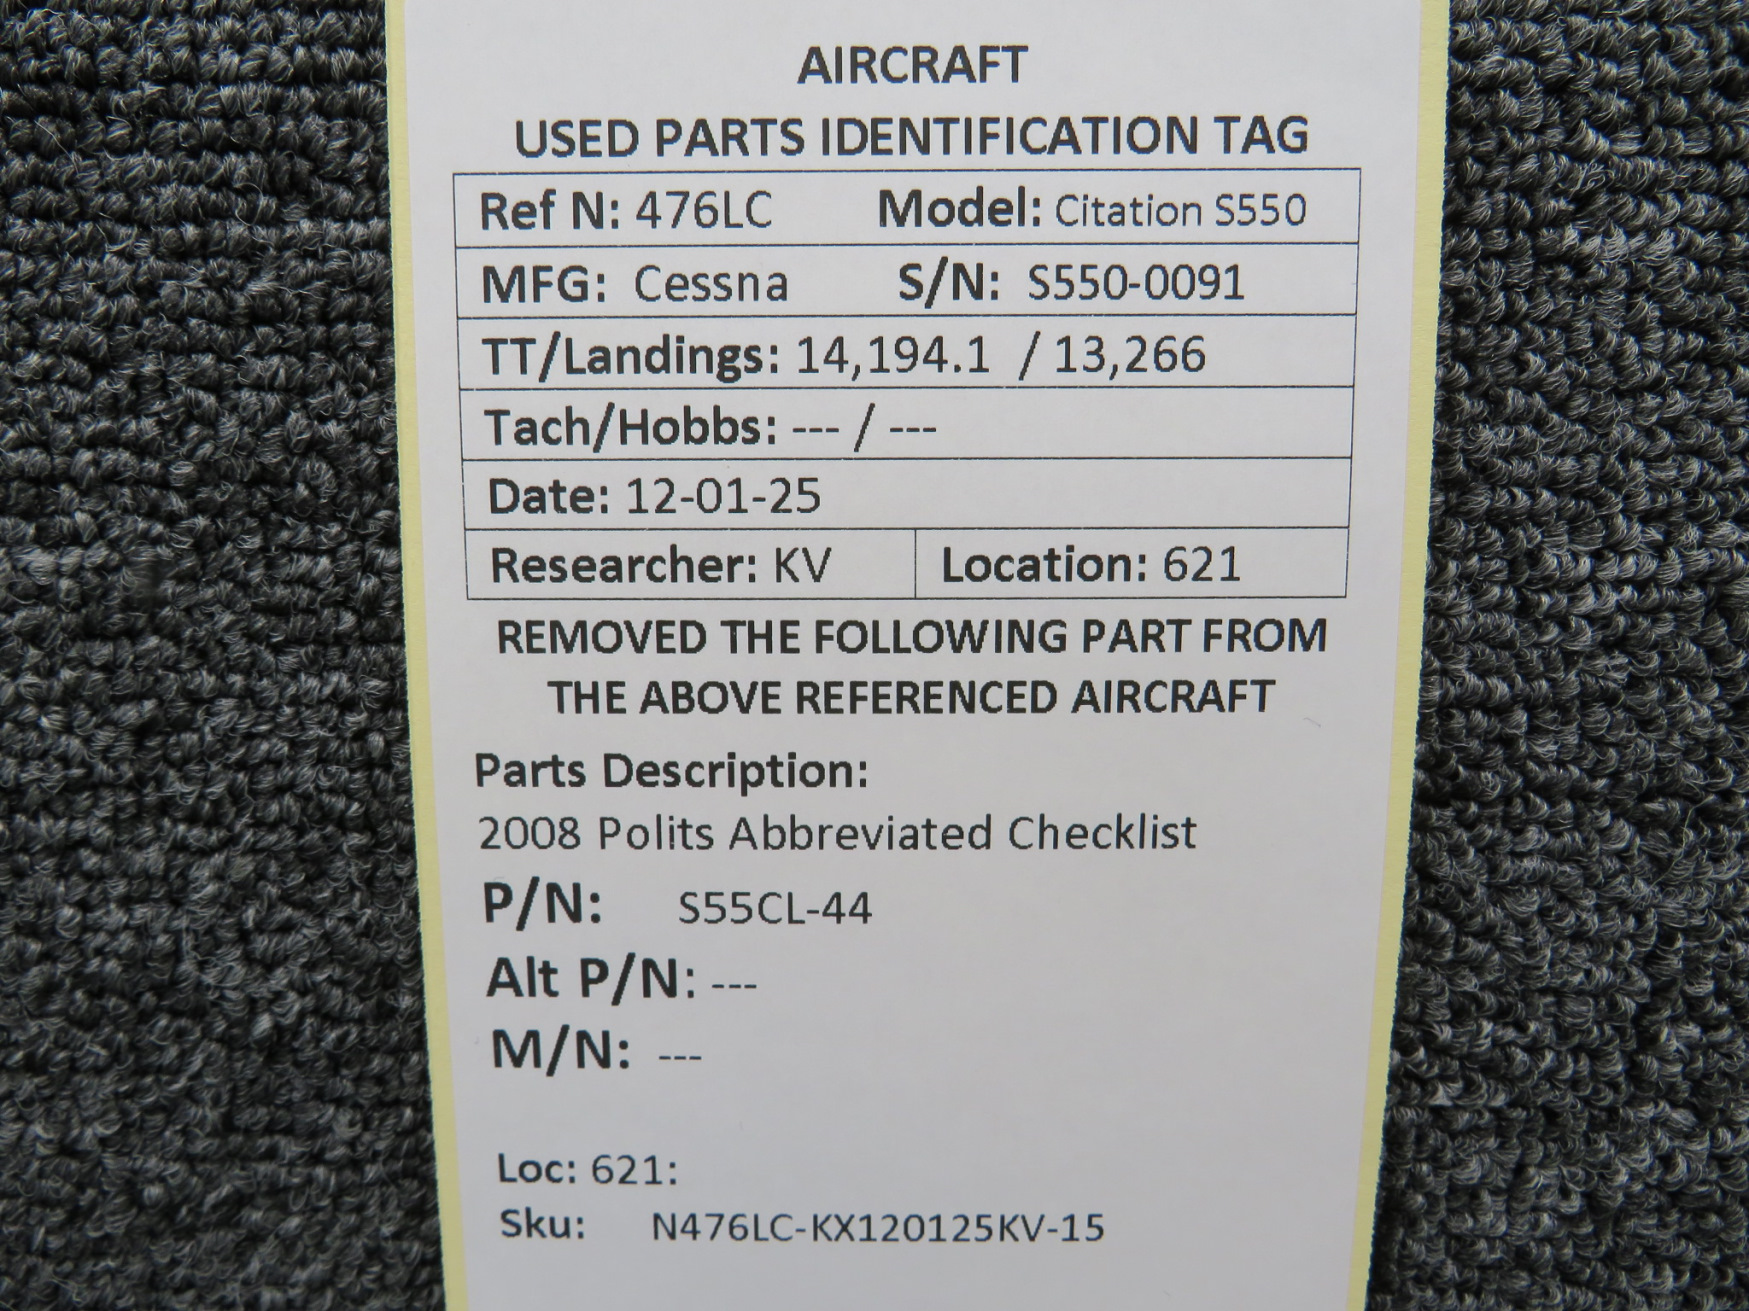 AIRCRAFT
USED PARTS IDENTIFICATION TAG
Ref N: 476LC Model: Citation S550
MFG: Cessna S/N: S550-0091
TT/Landings: 14,194.1 / 13,266
Tach/Hobbs: --- / ---
Date: 12-01-25
Researcher: KV Location: 621
REMOVED THE FOLLOWING PART FROM
THE ABOVE REFERENCED AIRCRAFT
Parts Description:
2008 Polits Abbreviated Checklist
P/N: S55CL-44
Alt P/N: ---
M/N: ---
Loc: 621:
Sku: N476LC-KX120125KV-15